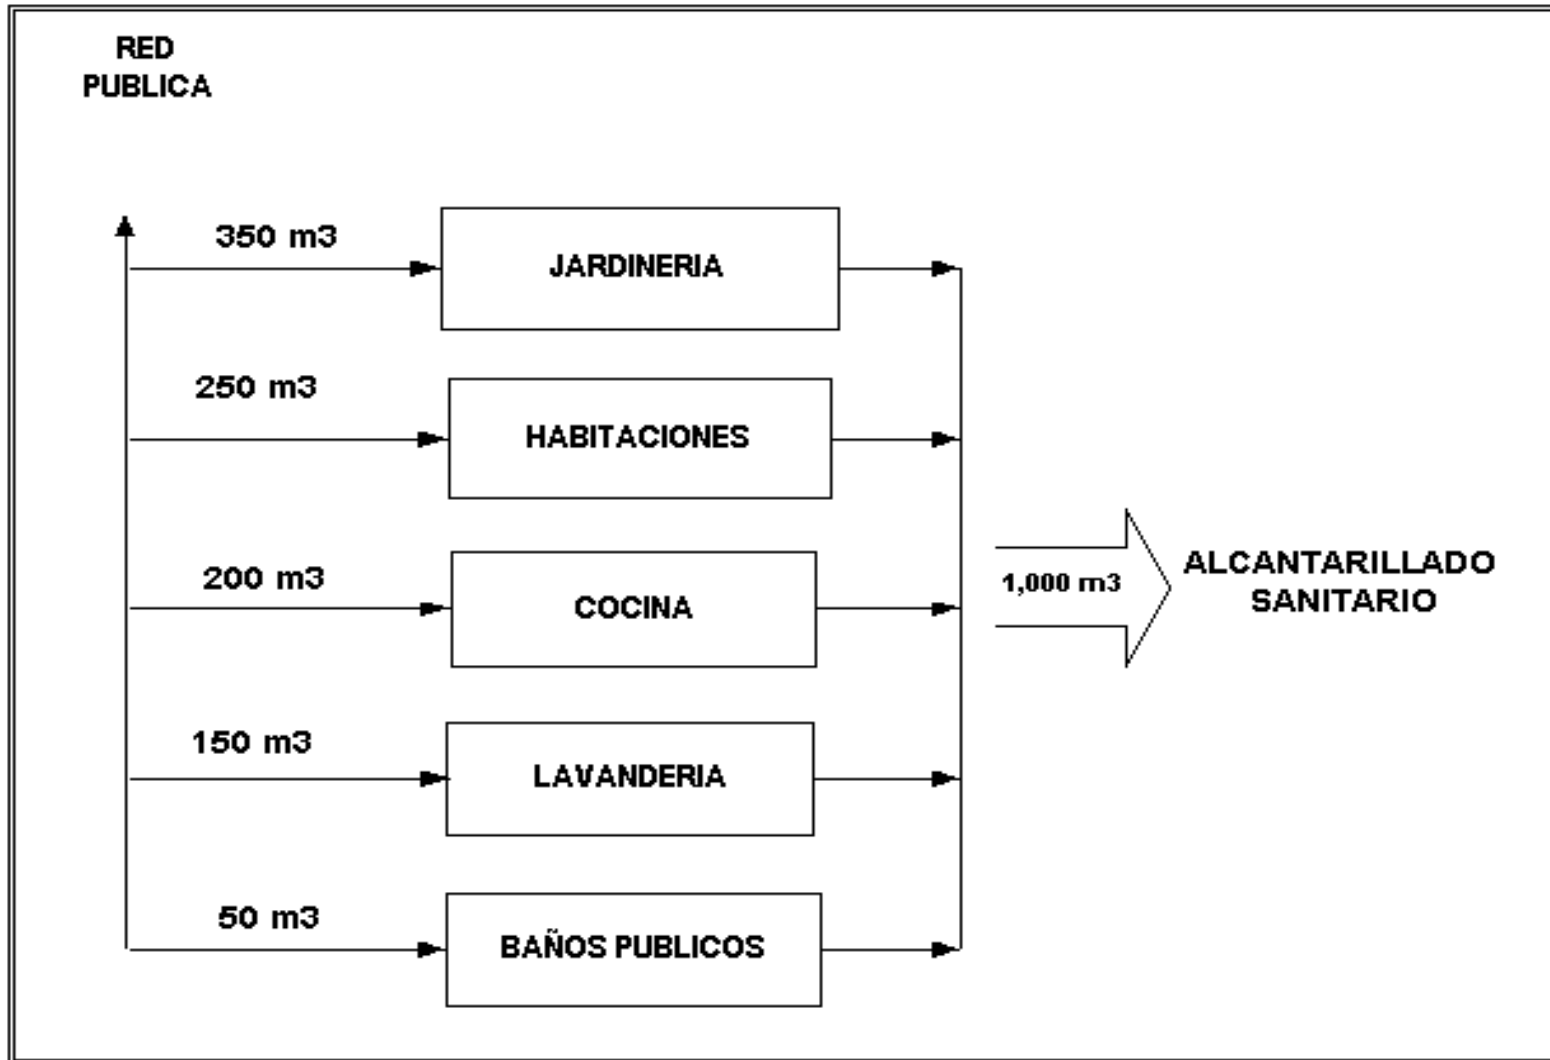 RED
PUBLICA
350 m3
JARDINERIA
250 m3
HABITACIONES
200 m3
COCINA
1,000 m3
ALCANTARILLADO
SANITARIO
150 m3
LAVANDERIA
50 m3
BAÑOS PUBLICOS